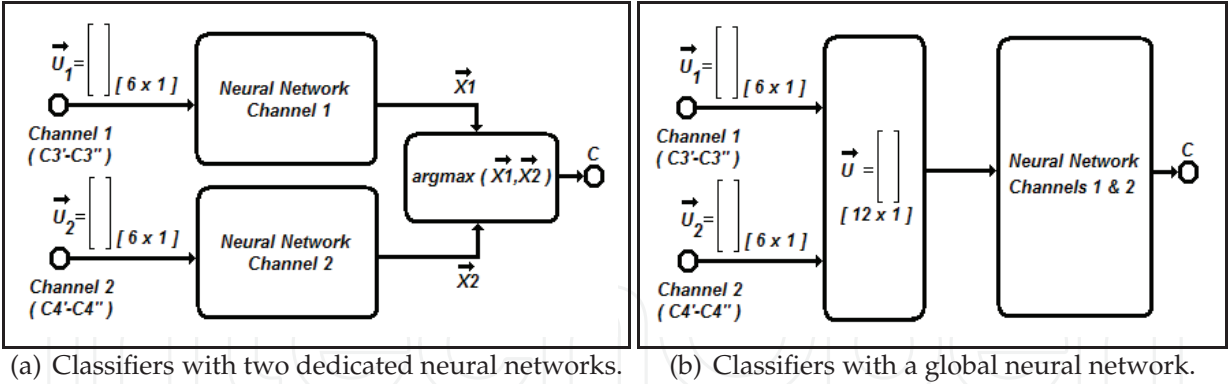 U1 = [ ] [ 6 x 1 ]
Channel 1
( C3'-C3" )
Neural Network
Channel 1
X1
U2 = [ ] [ 6 x 1 ]
Channel 2
( C4'-C4" )
Neural Network
Channel 2
X2
argmax ( X1,X2 )
C
(a) Classifiers with two dedicated neural networks.
U1 = [ ] [ 6 x 1 ]
Channel 1
( C3'-C3" )
U2 = [ ] [ 6 x 1 ]
Channel 2
( C4'-C4" )
U = [ ]
[ 12 x 1 ]
Neural Network
Channels 1 & 2
C
(b) Classifiers with a global neural network.